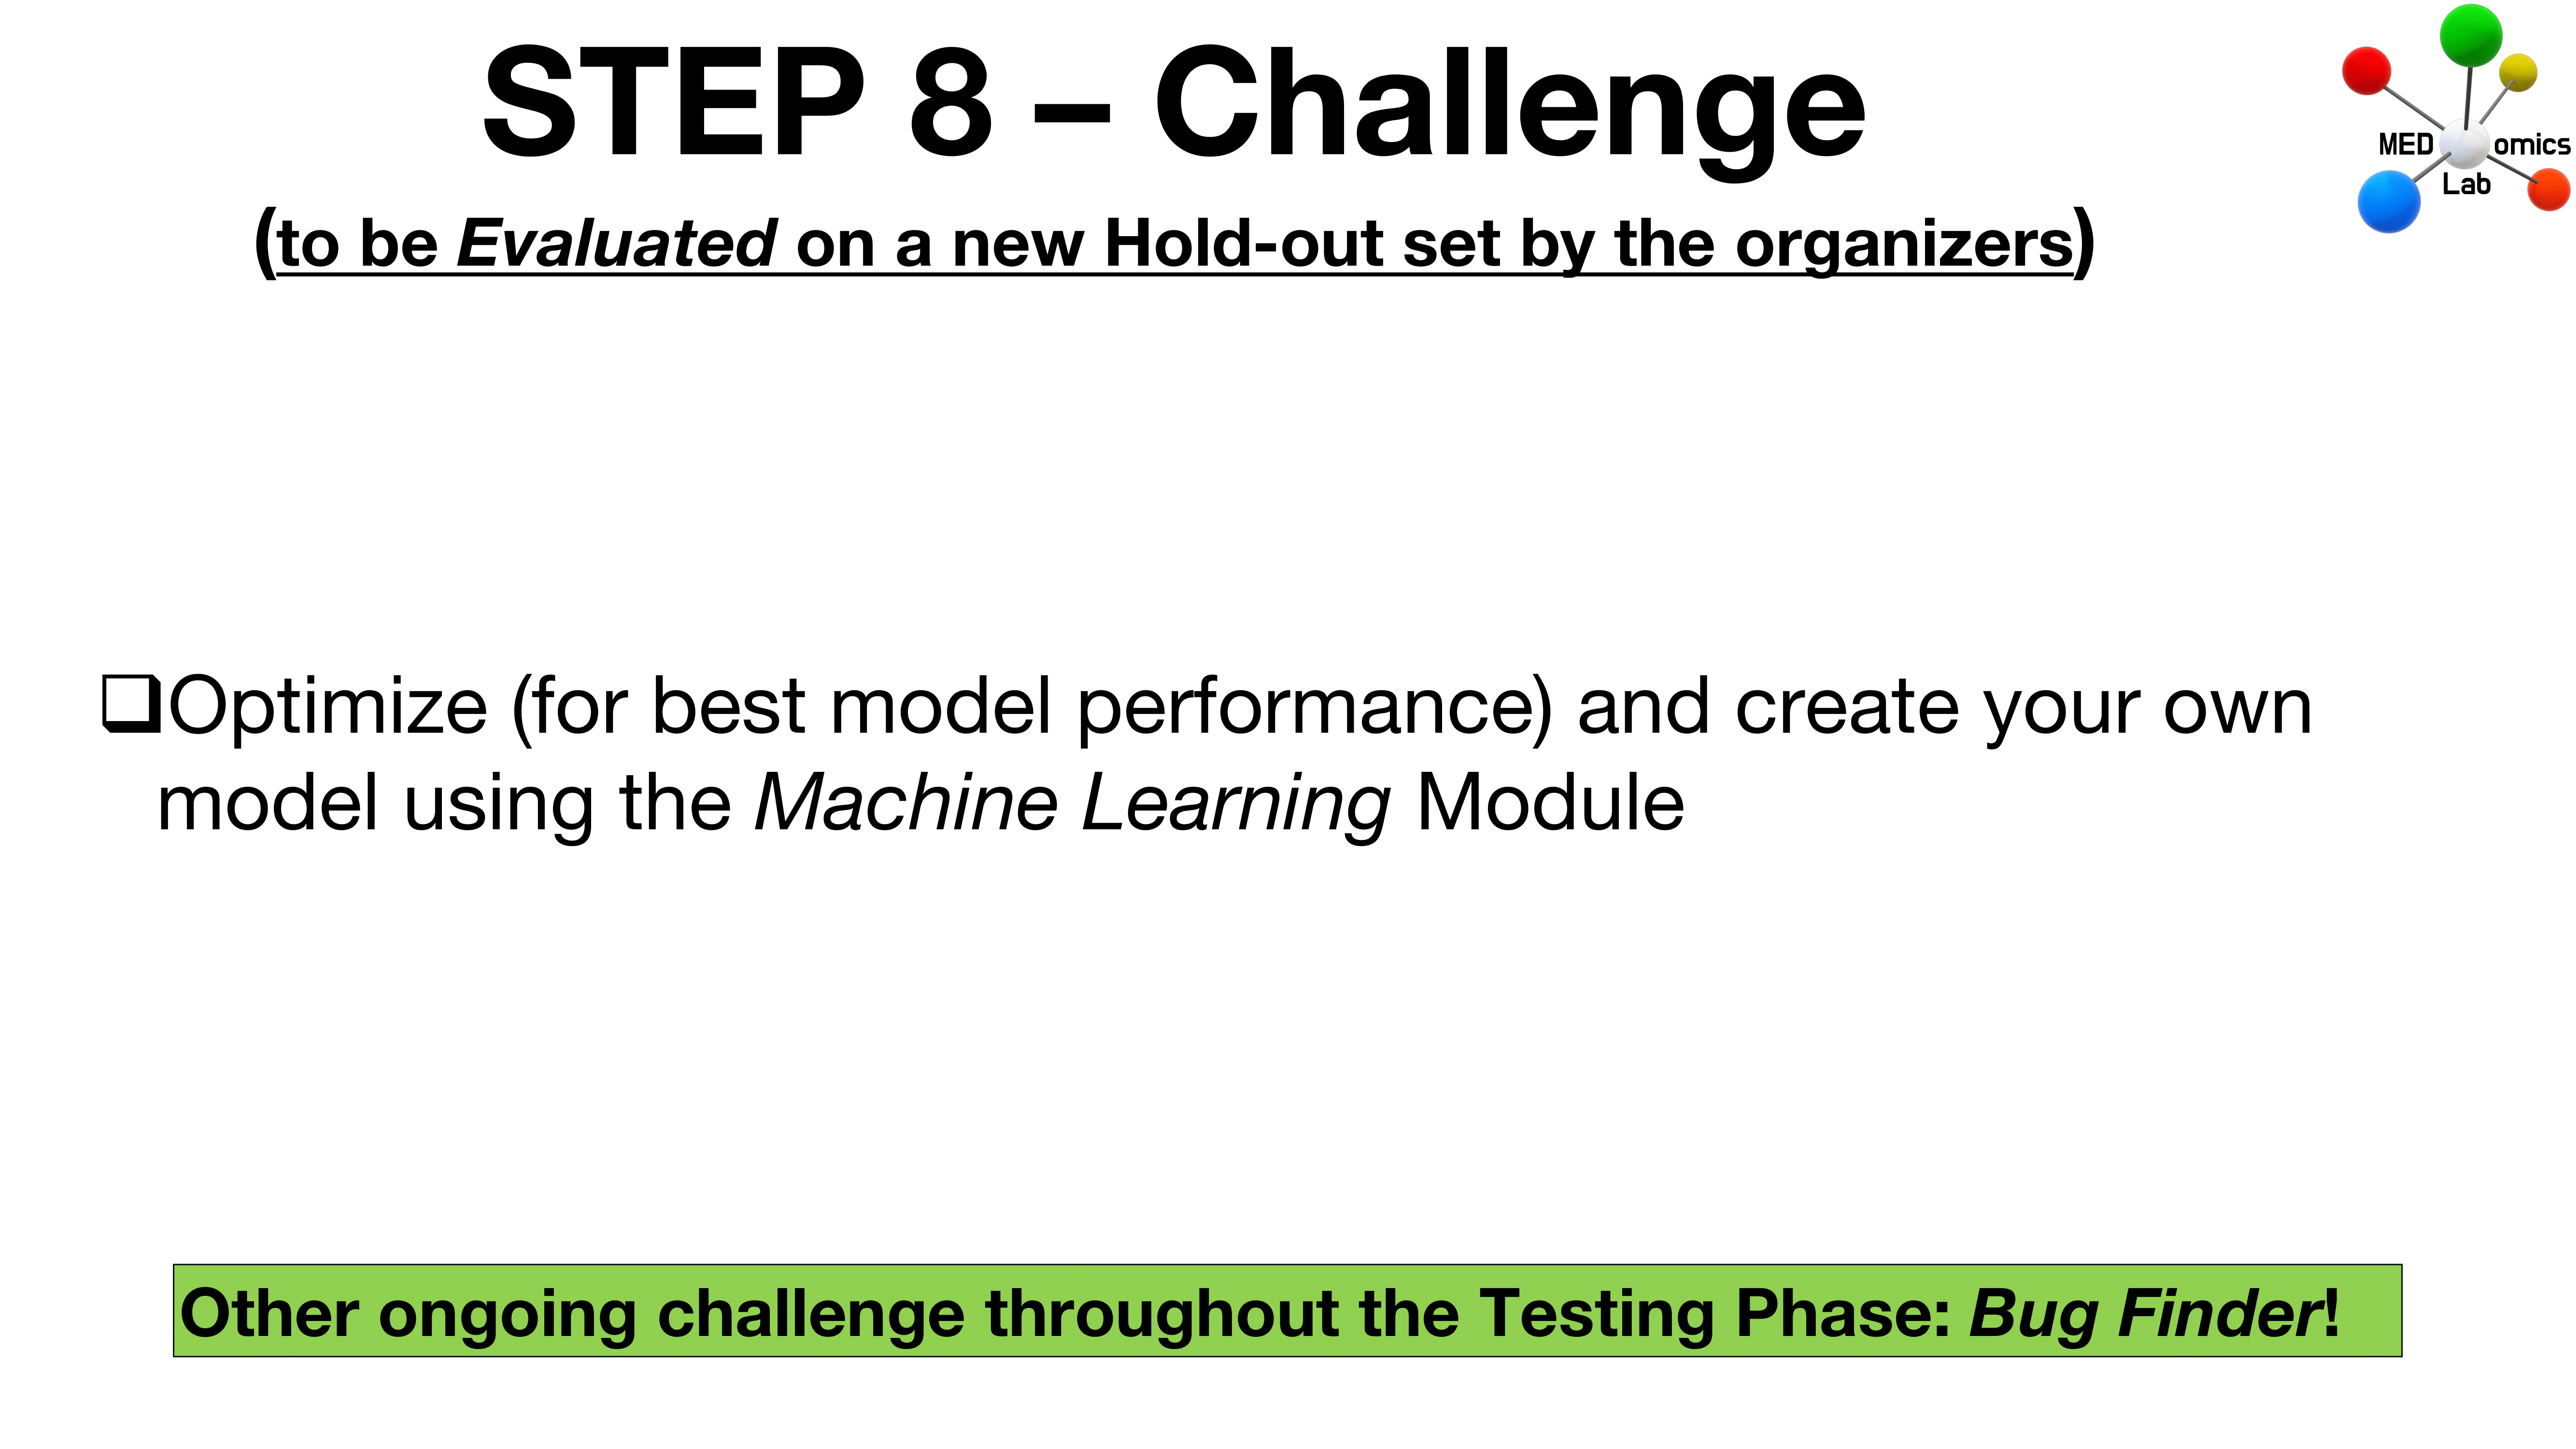 STEP 8 – Challenge
(to be Evaluated on a new Hold-out set by the organizers)
MED omics
Lab
❑Optimize (for best model performance) and create your own
model using the Machine Learning Module
Other ongoing challenge throughout the Testing Phase: Bug Finder!